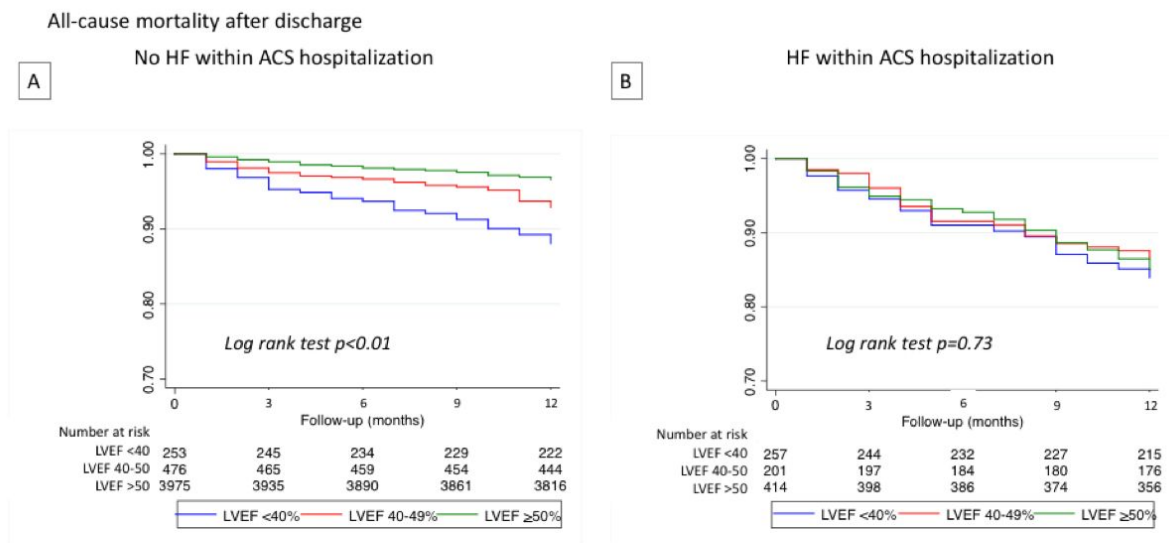 All-cause mortality after discharge
No HF within ACS hospitalization
A
1.00
0.90
0.80
0.70
Log rank test p<0.01
0 3 6 9 12
Follow-up (months)
Number at risk
LVEF <40 253 245 234 229 222
LVEF 40-50 476 465 459 454 444
LVEF >50 3975 3935 3890 3861 3816
LVEF <40% LVEF 40-49% LVEF ≥50%
HF within ACS hospitalization
B
1.00
0.90
0.80
0.70
Log rank test p=0.73
0 3 6 9 12
Follow-up (months)
Number at risk
LVEF <40 257 244 232 227 215
LVEF 40-50 201 197 184 180 176
LVEF >50 414 398 386 374 356
LVEF <40% LVEF 40-49% LVEF ≥50%